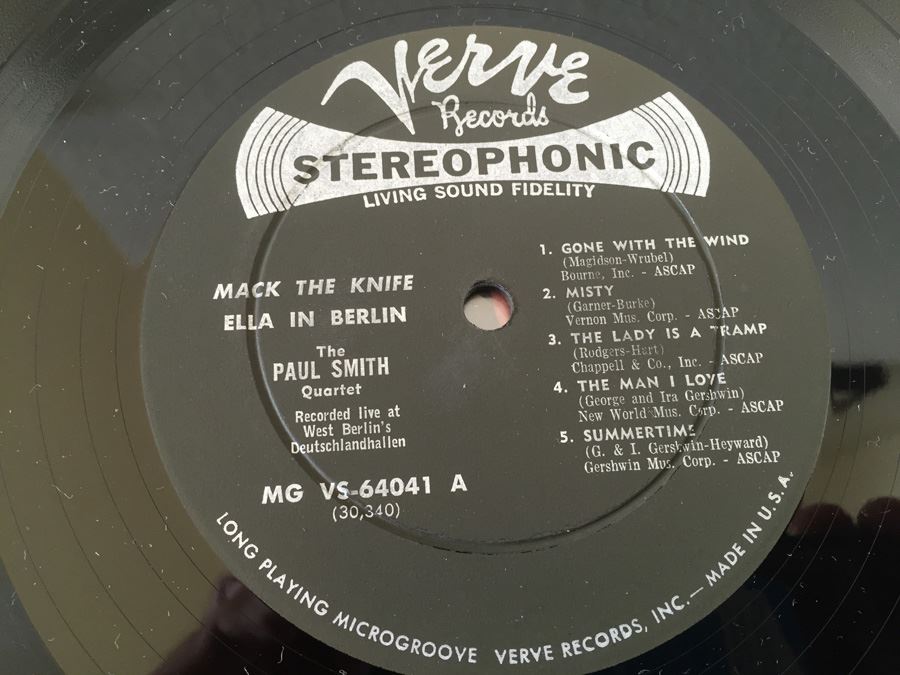 Verve
Records
STEREOPHONIC
LIVING SOUND FIDELITY
MACK THE KNIFE
ELLA IN BERLIN
The
PAUL SMITH
Quartet
Recorded live at
West Berlin's
Deutschlandhallen
MG VS-64041 A
(30,340)
1. GONE WITH THE WIND
(Magidson-Wrubel)
Bourne, Inc. - ASCAP
2. MISTY
(Garner-Burke)
Vernon Mus. Corp. - ASCAP
3. THE LADY IS A TRAMP
(Rodgers-Hart)
Chappell & Co., Inc. - ASCAP
4. THE MAN I LOVE
(George and Ira Gershwin)
New World Mus. Corp. - ASCAP
5. SUMMERTIME
(G. & I. Gershwin-Heyward)
Gershwin Mus. Corp. - ASCAP
LONG PLAYING MICROGROOVE VERVE RECORDS, INC. — MADE IN U.S.A.